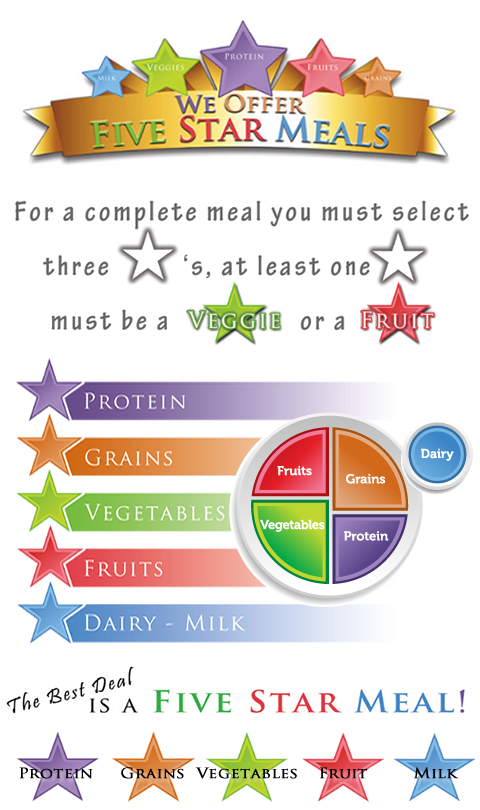 MILK VEGGIES PROTEIN FRUITS GRAINS
WE OFFER
FIVE STAR MEALS
For a complete meal you must select
three 's, at least one
must be a VEGGIE or a FRUIT
PROTEIN
GRAINS
VEGETABLES
FRUITS
DAIRY - MILK
Dairy
Fruits Grains
Vegetables Protein
The Best Deal
IS A FIVE STAR MEAL!
PROTEIN GRAINS VEGETABLES FRUIT MILK